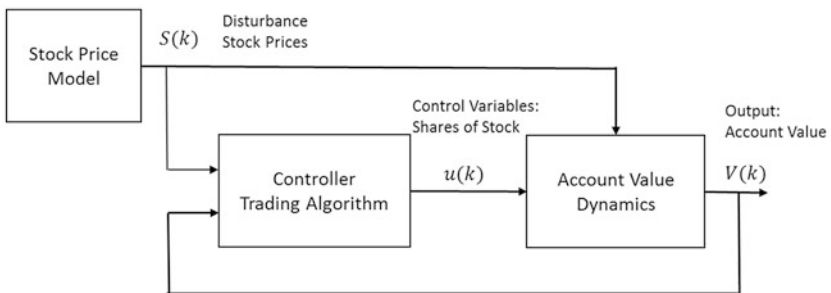 Stock Price
Model
S(k)
Disturbance
Stock Prices
Control Variables:
Shares of Stock
Output:
Account Value
Controller
Trading Algorithm
u(k)
Account Value
Dynamics
V(k)